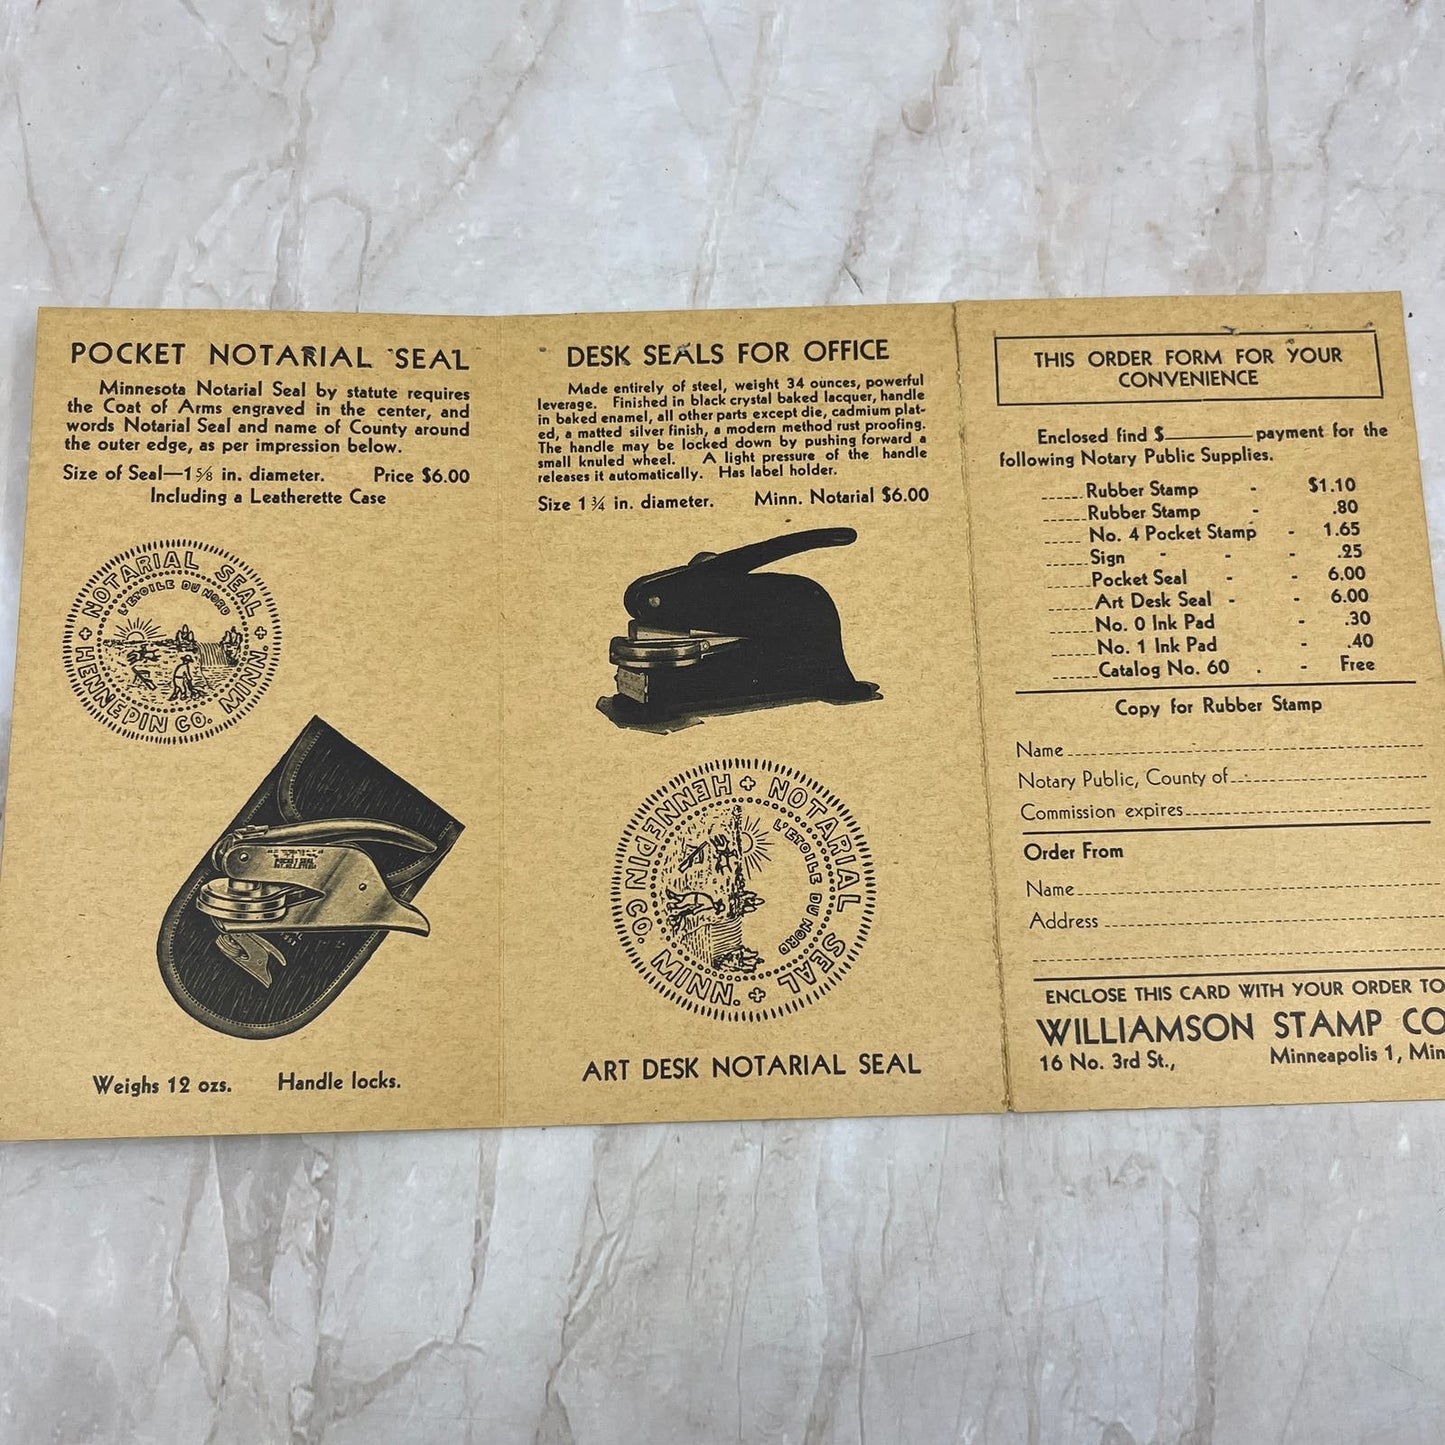 POCKET NOTARIAL SEAL
Minnesota Notarial Seal by statute requires
the Coat of Arms engraved in the center, and
words Notarial Seal and name of County around
the outer edge, as per impression below.
Size of Seal—1 5/8 in. diameter. Price $6.00
Including a Leatherette Case
NOTARIAL SEAL
L'ETOILE DU NORD
HENNEPIN CO. MINN.
Weighs 12 ozs. Handle locks.
DESK SEALS FOR OFFICE
Made entirely of steel, weight 34 ounces, powerful
leverage. Finished in black crystal baked lacquer, handle
in baked enamel, all other parts except die, cadmium plat-
ed, a matted silver finish, a modern method rust proofing.
The handle may be locked down by pushing forward a
small knuled wheel. A light pressure of the handle
releases it automatically. Has label holder.
Size 1 3/4 in. diameter. Minn. Notarial $6.00
NOTARIAL SEAL
L'ETOILE DU NORD
HENNEPIN CO. MINN.
ART DESK NOTARIAL SEAL
THIS ORDER FORM FOR YOUR
CONVENIENCE
Enclosed find $________ payment for the
following Notary Public Supplies.
......Rubber Stamp - $1.10
......Rubber Stamp - .80
......No. 4 Pocket Stamp - 1.65
......Sign - - - .25
......Pocket Seal - - 6.00
......Art Desk Seal - - 6.00
......No. 0 Ink Pad - .30
......No. 1 Ink Pad - .40
......Catalog No. 60 . - Free
Copy for Rubber Stamp
Name
Notary Public, County of
Commission expires
Order From
Name
Address
ENCLOSE THIS CARD WITH YOUR ORDER TO
WILLIAMSON STAMP CO
16 No. 3rd St., Minneapolis 1, Min